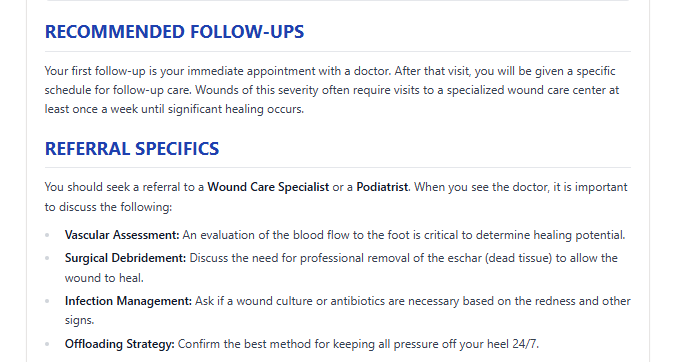 RECOMMENDED FOLLOW-UPS
Your first follow-up is your immediate appointment with a doctor. After that visit, you will be given a specific
schedule for follow-up care. Wounds of this severity often require visits to a specialized wound care center at
least once a week until significant healing occurs.
REFERRAL SPECIFICS
You should seek a referral to a Wound Care Specialist or a Podiatrist. When you see the doctor, it is important
to discuss the following:
• Vascular Assessment: An evaluation of the blood flow to the foot is critical to determine healing potential.
• Surgical Debridement: Discuss the need for professional removal of the eschar (dead tissue) to allow the
wound to heal.
• Infection Management: Ask if a wound culture or antibiotics are necessary based on the redness and other
signs.
• Offloading Strategy: Confirm the best method for keeping all pressure off your heel 24/7.